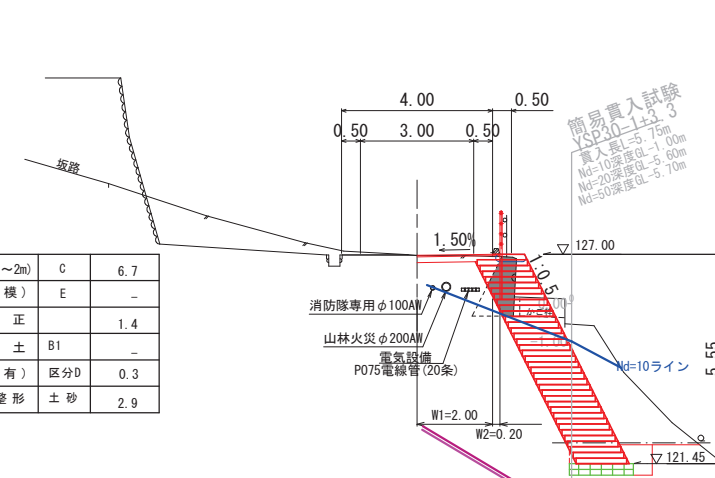 4.00
0.50
0.50
3.00
0.50
簡易貫入試験
YSP30-1+3.3
貫入長L=5.75m
Nd=10深度GL-1.00m
Nd=20深度GL-5.60m
Nd=50深度GL-5.70m
坂路
1.50%
127.00
1:0.5
～2m) C 6.7
模) E －
正 1.4
土 B1 －
有) 区分D 0.3
整形 土砂 2.9
消防隊専用φ100AW
山林火災φ200AW
電気設備
PO75電線管(20条)
Nd=10ライン
5.55
W1=2.00
W2=0.20
121.45